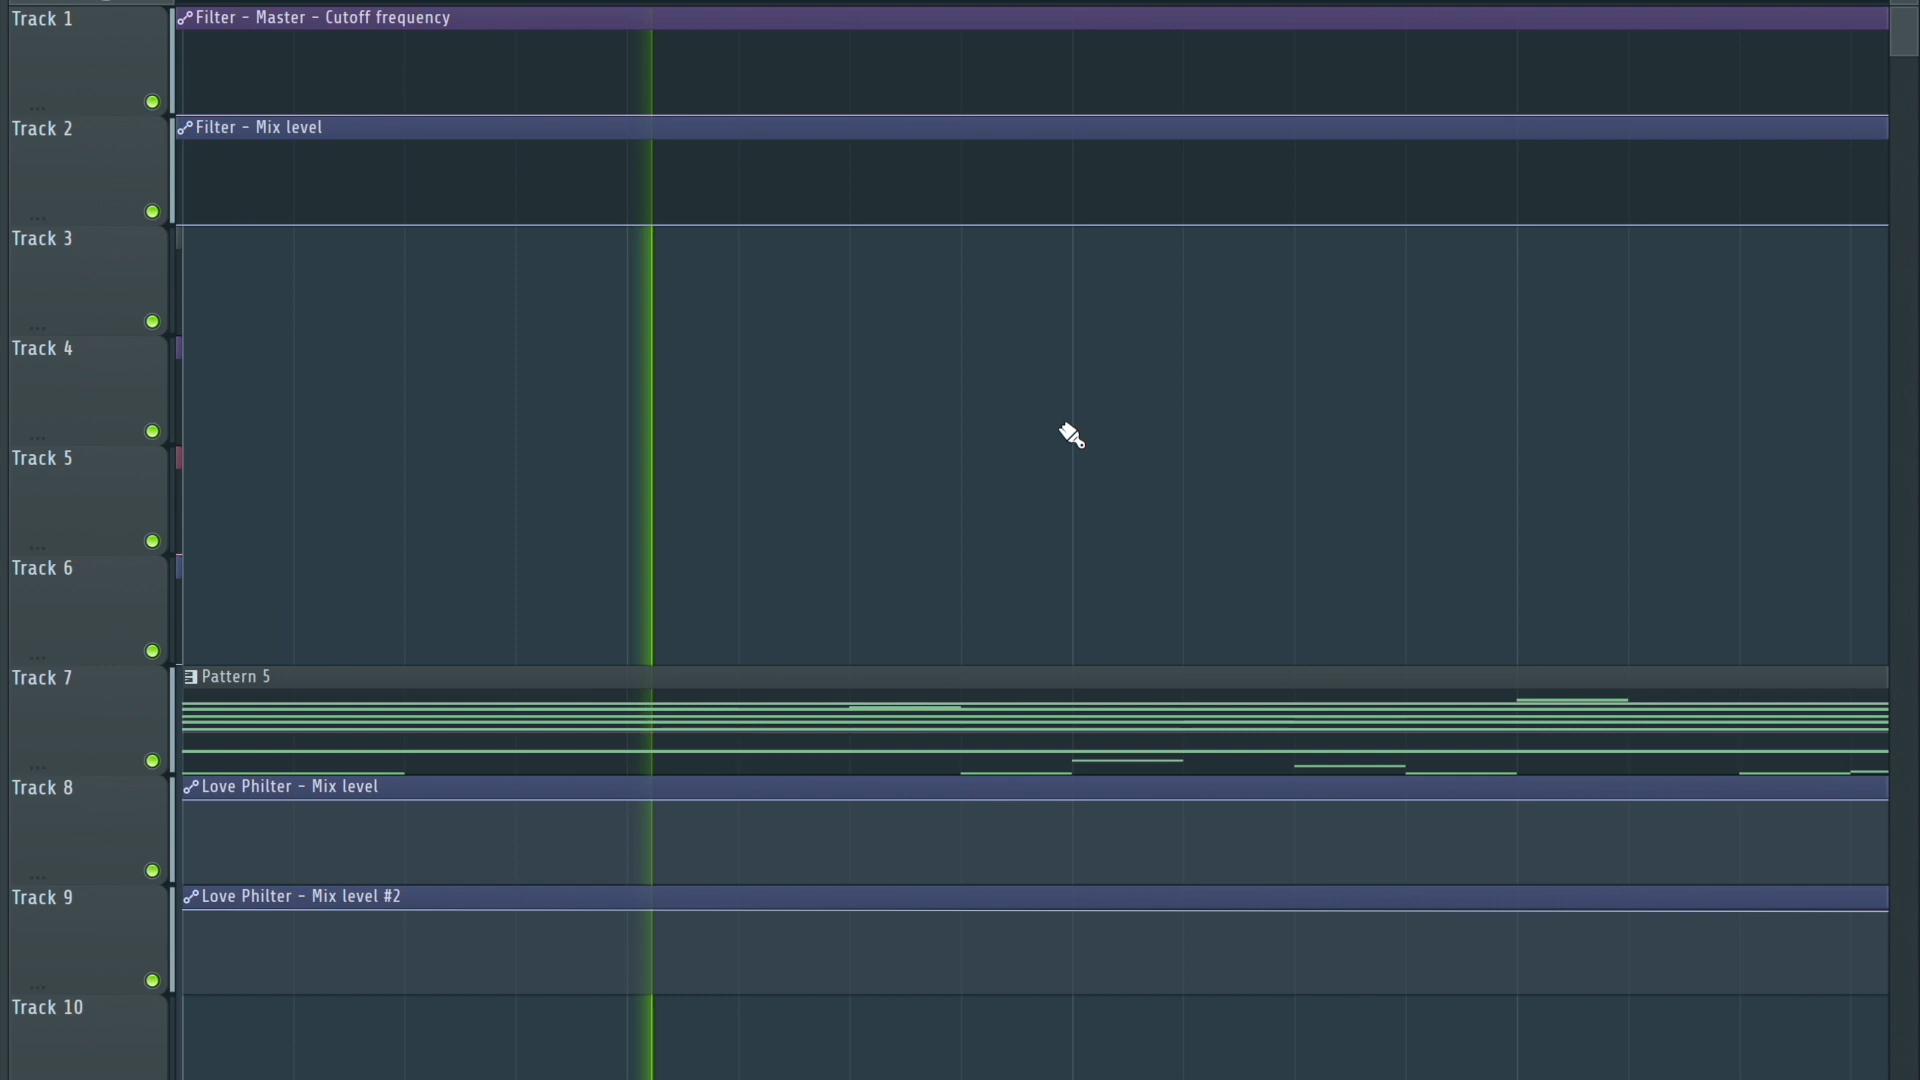 Track 1
Filter - Master - Cutoff frequency
Track 2
Filter - Mix level
Track 3
Track 4
Track 5
Track 6
Track 7
Pattern 5
Track 8
Love Philter - Mix level
Track 9
Love Philter - Mix level #2
Track 10